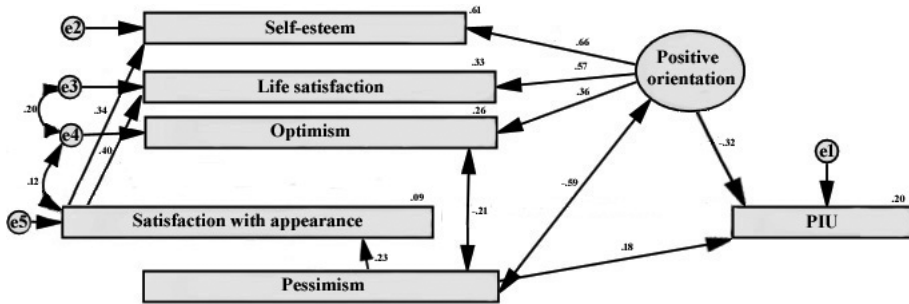 .61
e2
Self-esteem
.66
Positive
orientation
.33
.57
e3
Life satisfaction
.20
.34
.36
.26
e4
Optimism
.40
-.32
e1
.12
-.59
.09
.20
e5
Satisfaction with appearance
-.21
PIU
.18
.23
Pessimism